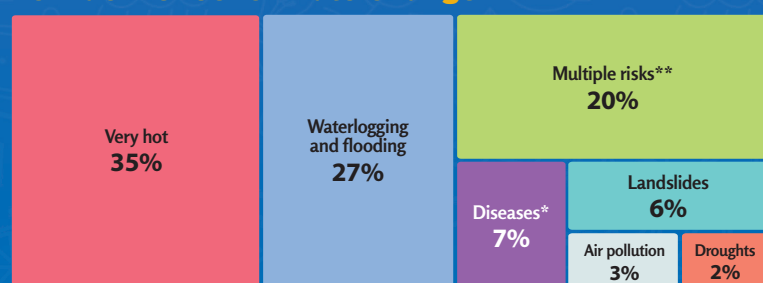 Very hot
35%
Waterlogging
and flooding
27%
Multiple risks**
20%
Diseases*
7%
Landslides
6%
Air pollution
3%
Droughts
2%